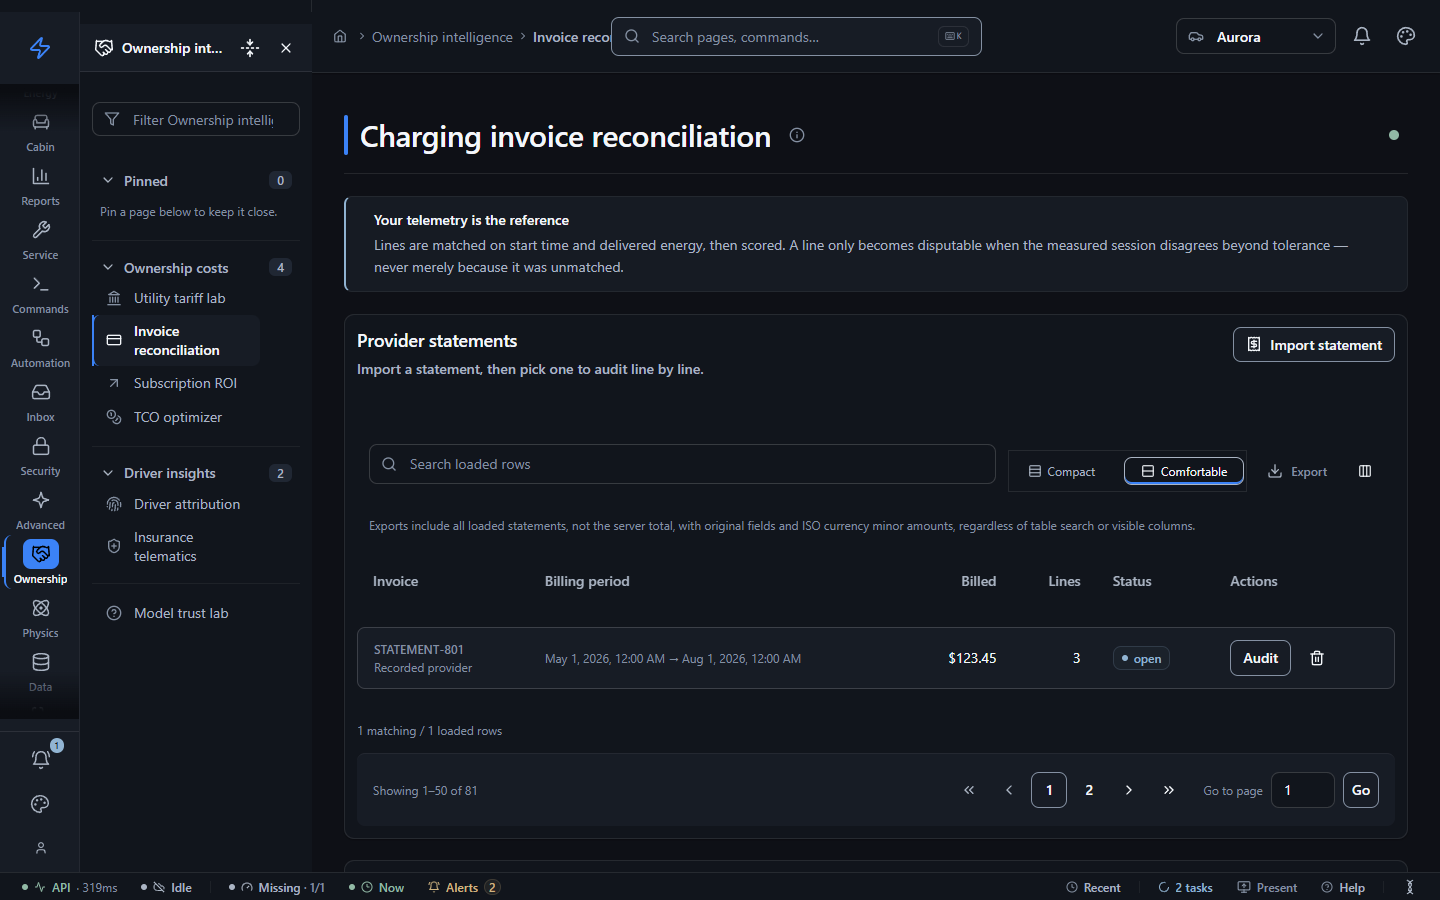 Ownership int...
Ownership intelligence
Invoice reco
Search pages, commands...
K
Aurora
Energy
Cabin
Reports
Service
Commands
Automation
Inbox
Security
Advanced
Ownership
Physics
Data
1
Filter Ownership intelli
Pinned
0
Pin a page below to keep it close.
Ownership costs
4
Utility tariff lab
Invoice
reconciliation
Subscription ROI
TCO optimizer
Driver insights
2
Driver attribution
Insurance
telematics
Model trust lab
Charging invoice reconciliation
Your telemetry is the reference
Lines are matched on start time and delivered energy, then scored. A line only becomes disputable when the measured session disagrees beyond tolerance —
never merely because it was unmatched.
Provider statements
Import a statement, then pick one to audit line by line.
Import statement
Search loaded rows
Compact
Comfortable
Export
Exports include all loaded statements, not the server total, with original fields and ISO currency minor amounts, regardless of table search or visible columns.
Invoice Billing period Billed Lines Status Actions
STATEMENT-801
Recorded provider
May 1, 2026, 12:00 AM → Aug 1, 2026, 12:00 AM
$123.45
3
open
Audit
1 matching / 1 loaded rows
Showing 1–50 of 81
1
2
Go to page
1
Go
API · 319ms
Idle
Missing · 1/1
Now
Alerts 2
Recent
2 tasks
Present
Help